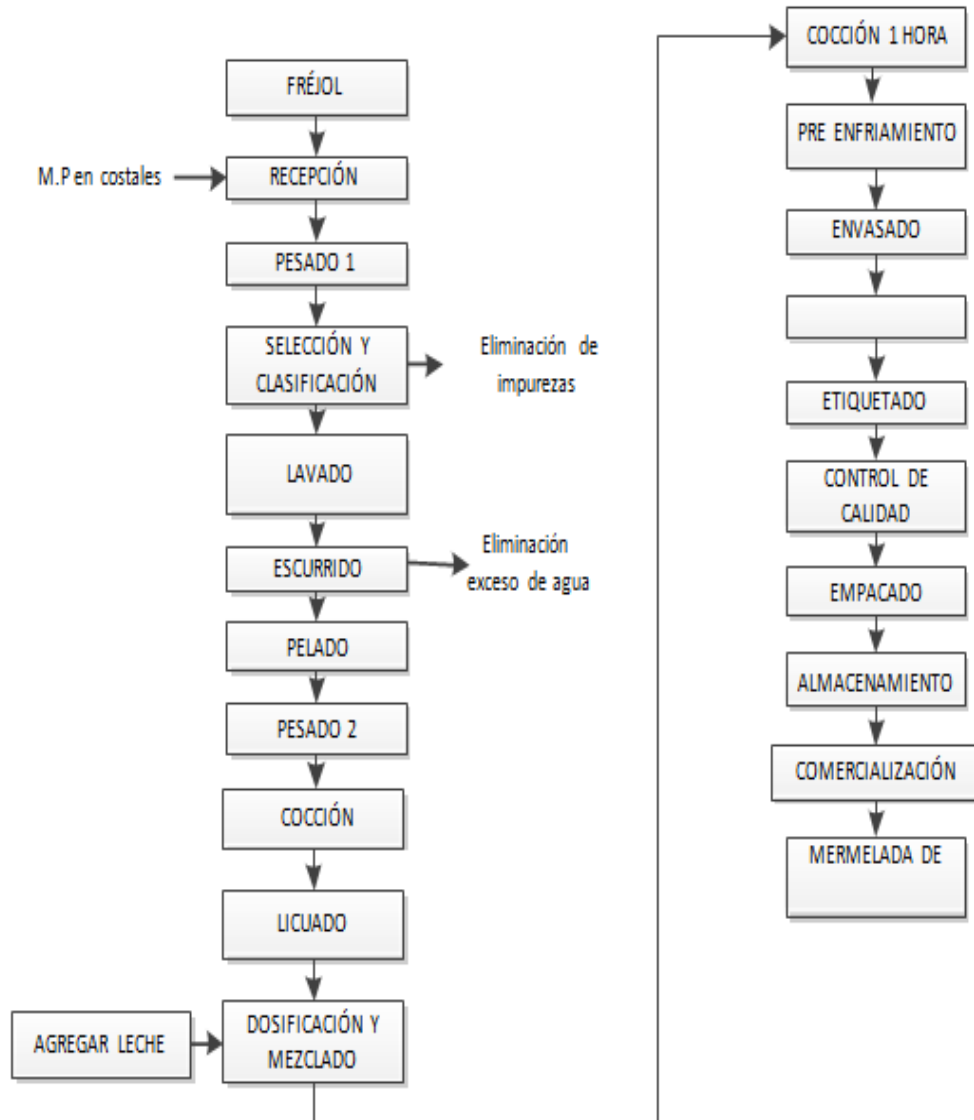 FRÉJOL
M.P en costales
RECEPCIÓN
PESADO 1
SELECCIÓN Y
CLASIFICACIÓN
Eliminación de
impurezas
LAVADO
ESCURRIDO
Eliminación
exceso de agua
PELADO
PESADO 2
COCCIÓN
LICUADO
AGREGAR LECHE
DOSIFICACIÓN Y
MEZCLADO
COCCIÓN 1 HORA
PRE ENFRIAMIENTO
ENVASADO
ETIQUETADO
CONTROL DE
CALIDAD
EMPACADO
ALMACENAMIENTO
COMERCIALIZACIÓN
MERMELADA DE